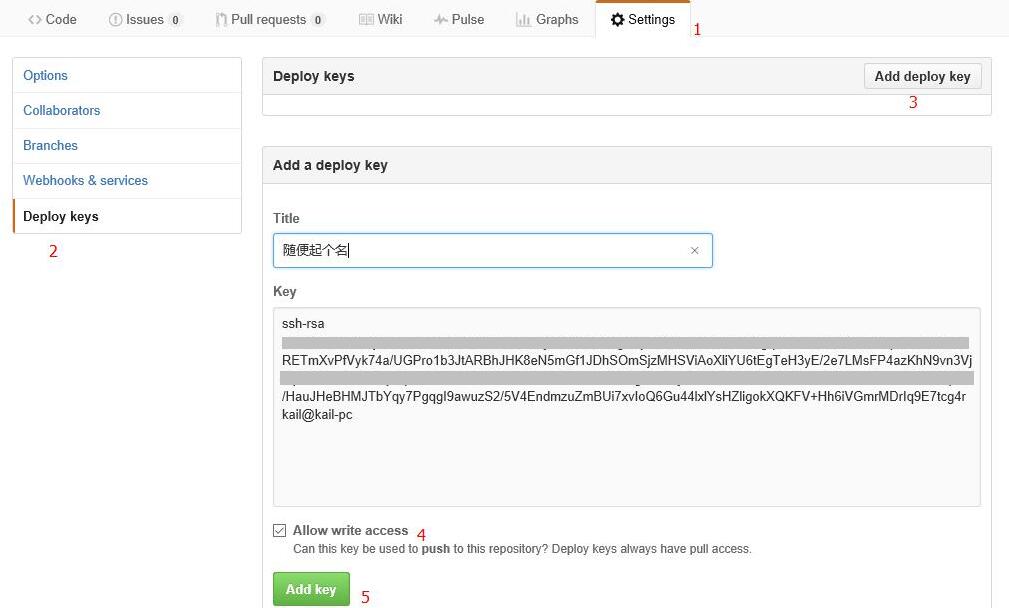 Code Issues 0 Pull requests 0 Wiki Pulse Graphs Settings 1
Options
Collaborators
Branches
Webhooks & services
Deploy keys
2
Deploy keys Add deploy key
3
Add a deploy key
Title
随便起个名
Key
ssh-rsa
RETmXvPfVyk74a/UGPro1b3JtARBhJHK8eN5mGf1JDhSOmSjzMHSViAoXliYU6tEgTeH3yE/2e7LMsFP4azKhN9vn3Vj
/HauJHeBHMJTbYqy7Pgqgl9awuzS2/5V4EndmzuZmBUi7xvIoQ6Gu44lxlYsHZligokXQKFV+Hh6iVGmrMDrIq9E7tcg4r
kail@kail-pc
Allow write access 4
Can this key be used to push to this repository? Deploy keys always have pull access.
Add key 5